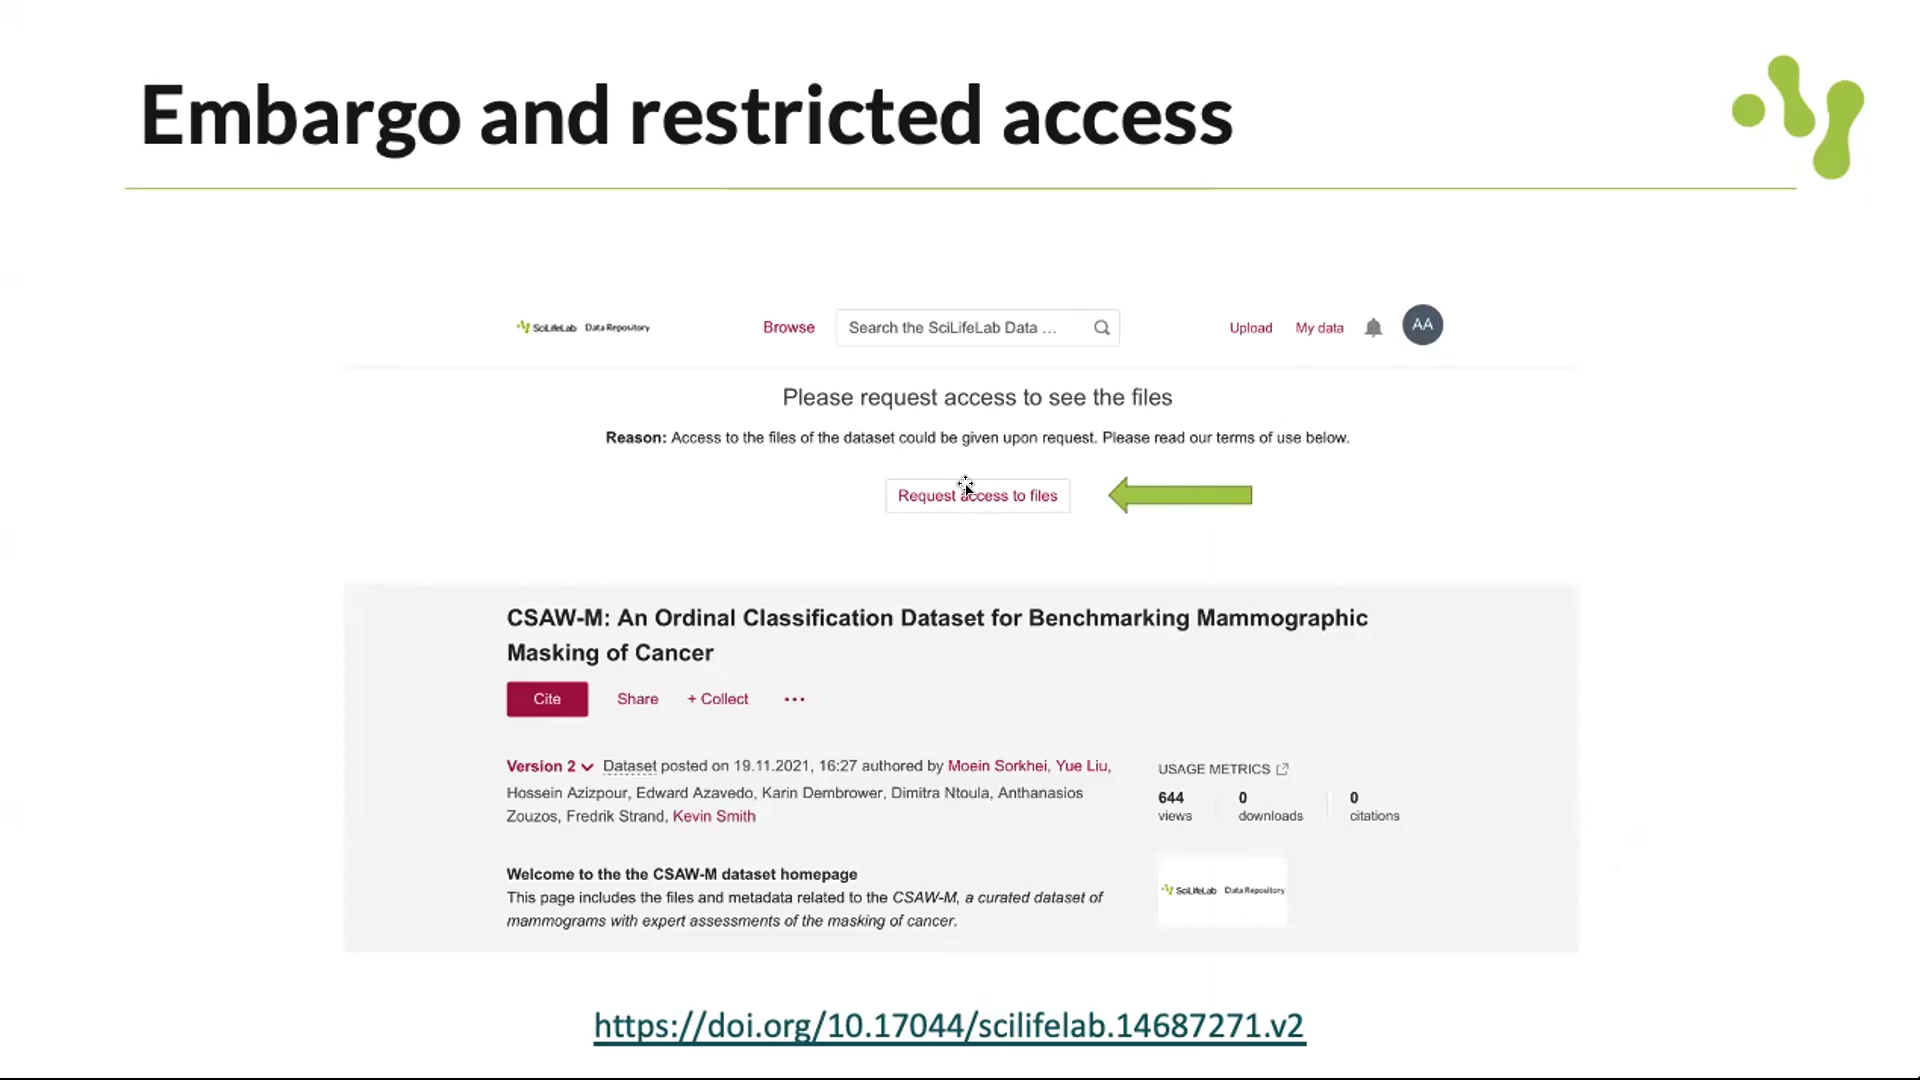 Embargo and restricted access
SciLifeLab Data Repository
Browse
Search the SciLifeLab Data ...
Upload
My data
AA
Please request access to see the files
Reason: Access to the files of the dataset could be given upon request. Please read our terms of use below.
Request access to files
CSAW-M: An Ordinal Classification Dataset for Benchmarking Mammographic
Masking of Cancer
Cite
Share
+ Collect
Version 2 Dataset posted on 19.11.2021, 16:27 authored by Moein Sorkhei, Yue Liu,
Hossein Azizpour, Edward Azavedo, Karin Dembrower, Dimitra Ntoula, Anthanasios
Zouzos, Fredrik Strand, Kevin Smith
USAGE METRICS
644 0 0
views downloads citations
Welcome to the the CSAW-M dataset homepage
This page includes the files and metadata related to the CSAW-M, a curated dataset of
mammograms with expert assessments of the masking of cancer.
SciLifeLab Data Repository
https://doi.org/10.17044/scilifelab.14687271.v2